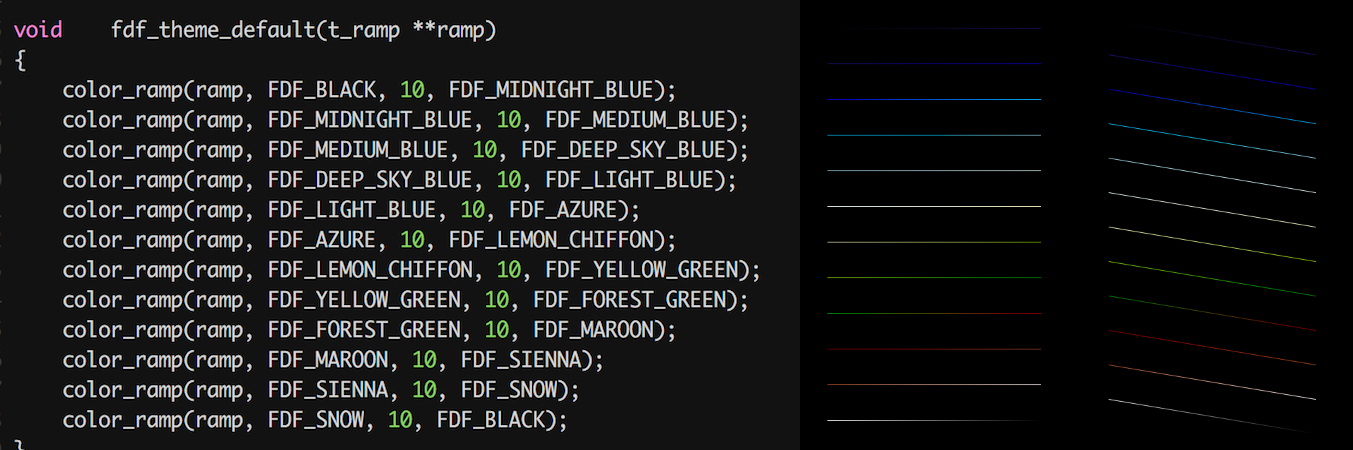 void    fdf_theme_default(t_ramp **ramp)
{
    color_ramp(ramp, FDF_BLACK, 10, FDF_MIDNIGHT_BLUE);
    color_ramp(ramp, FDF_MIDNIGHT_BLUE, 10, FDF_MEDIUM_BLUE);
    color_ramp(ramp, FDF_MEDIUM_BLUE, 10, FDF_DEEP_SKY_BLUE);
    color_ramp(ramp, FDF_DEEP_SKY_BLUE, 10, FDF_LIGHT_BLUE);
    color_ramp(ramp, FDF_LIGHT_BLUE, 10, FDF_AZURE);
    color_ramp(ramp, FDF_AZURE, 10, FDF_LEMON_CHIFFON);
    color_ramp(ramp, FDF_LEMON_CHIFFON, 10, FDF_YELLOW_GREEN);
    color_ramp(ramp, FDF_YELLOW_GREEN, 10, FDF_FOREST_GREEN);
    color_ramp(ramp, FDF_FOREST_GREEN, 10, FDF_MAROON);
    color_ramp(ramp, FDF_MAROON, 10, FDF_SIENNA);
    color_ramp(ramp, FDF_SIENNA, 10, FDF_SNOW);
    color_ramp(ramp, FDF_SNOW, 10, FDF_BLACK);
}